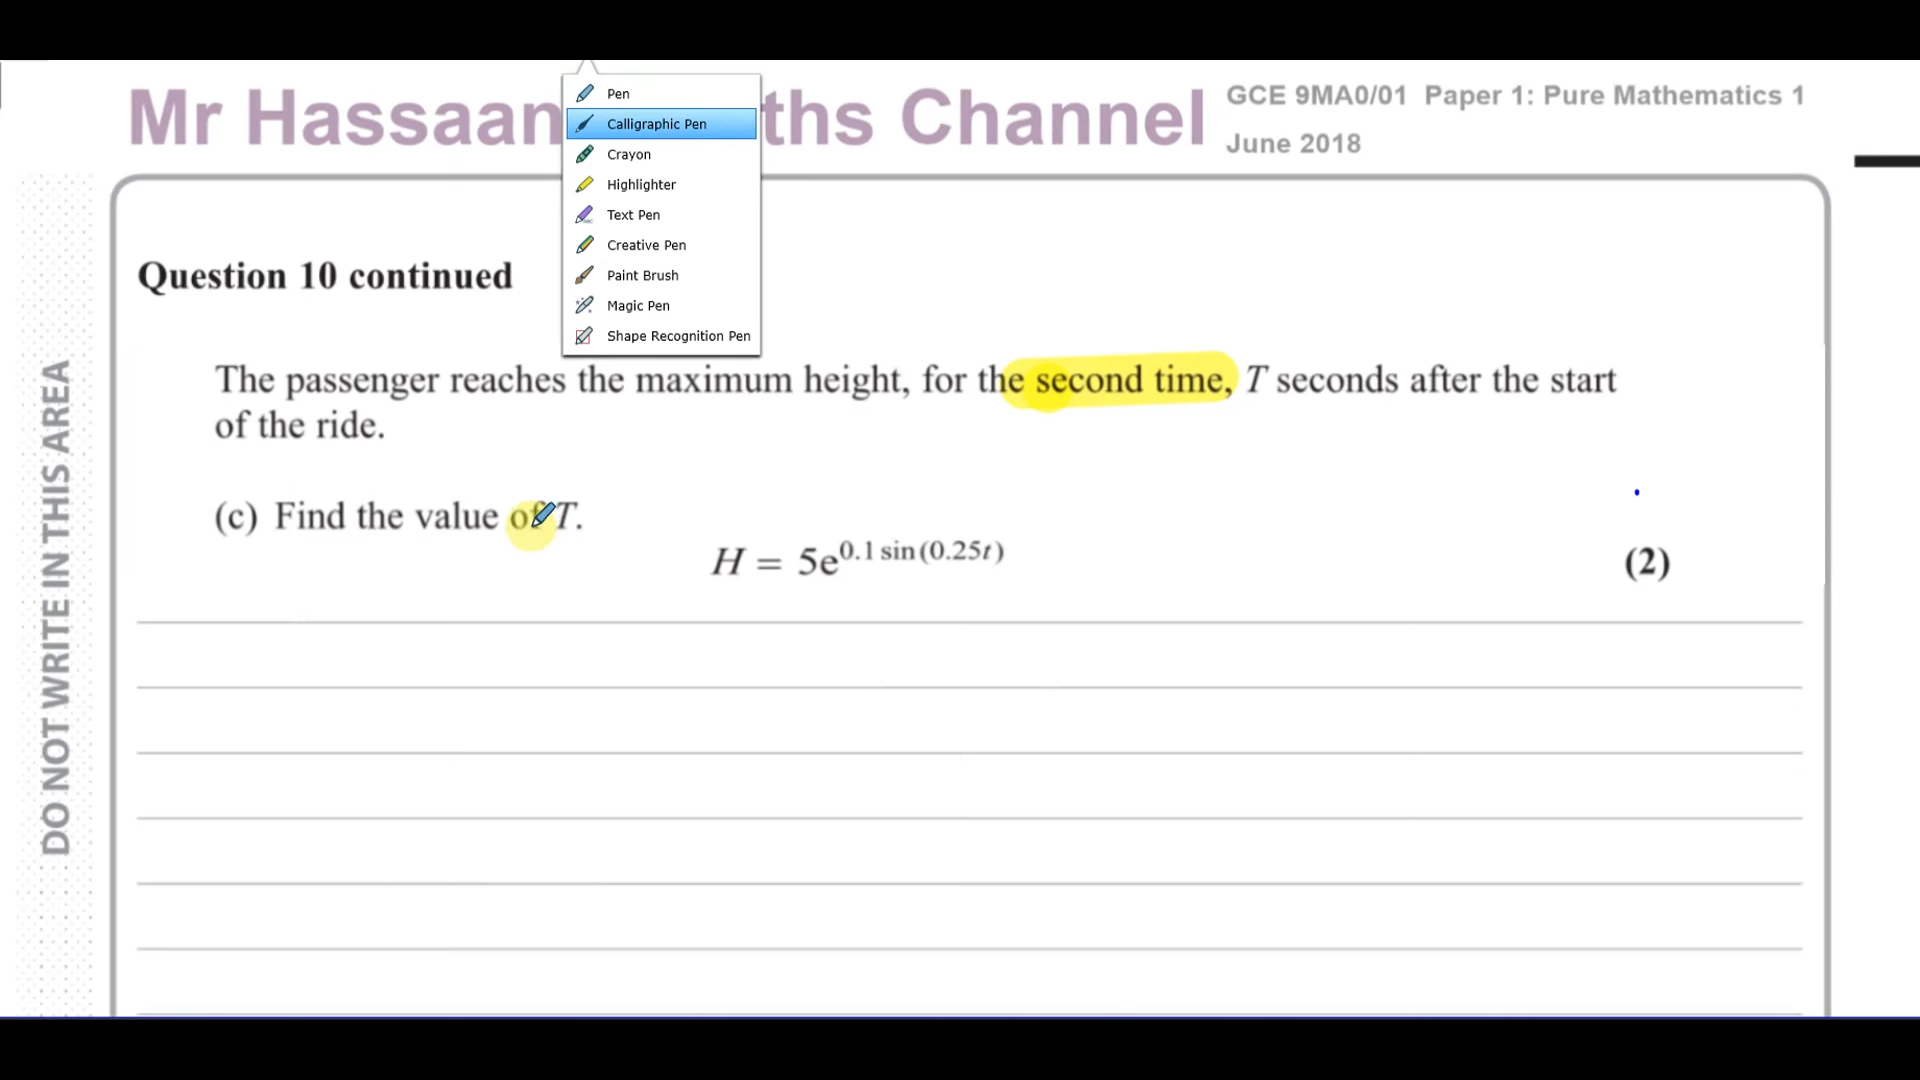 Mr Hassaan ths Channel
GCE 9MA0/01 Paper 1: Pure Mathematics 1
June 2018
Pen
Calligraphic Pen
Crayon
Highlighter
Text Pen
Creative Pen
Paint Brush
Magic Pen
Shape Recognition Pen
DO NOT WRITE IN THIS AREA
Question 10 continued
The passenger reaches the maximum height, for the second time, T seconds after the start
of the ride.
(c) Find the value of T.
H = 5e^{0.1 sin (0.25t)}
(2)